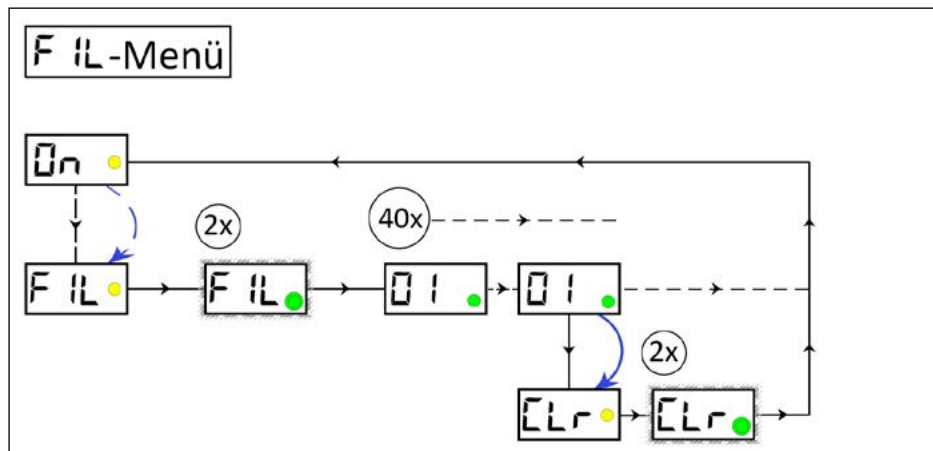 FIL-Menü
On
2x
40x
FIL
FIL
01
01
2x
CLr
CLr